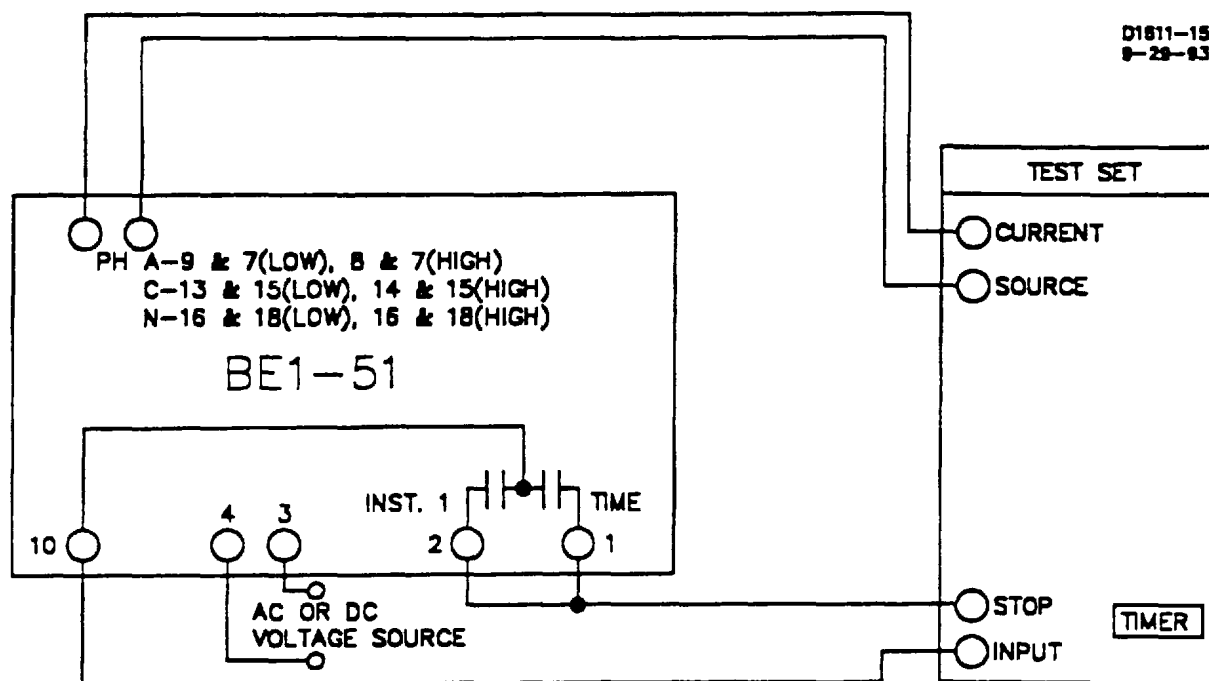 D1611-15
9-29-93
TEST SET
CURRENT
SOURCE
PH A-9 & 7(LOW), 8 & 7(HIGH)
C-13 & 15(LOW), 14 & 15(HIGH)
N-16 & 18(LOW), 16 & 18(HIGH)
BE1-51
INST. 1
TIME
10
4
3
2
1
AC OR DC
VOLTAGE SOURCE
STOP
TIMER
INPUT